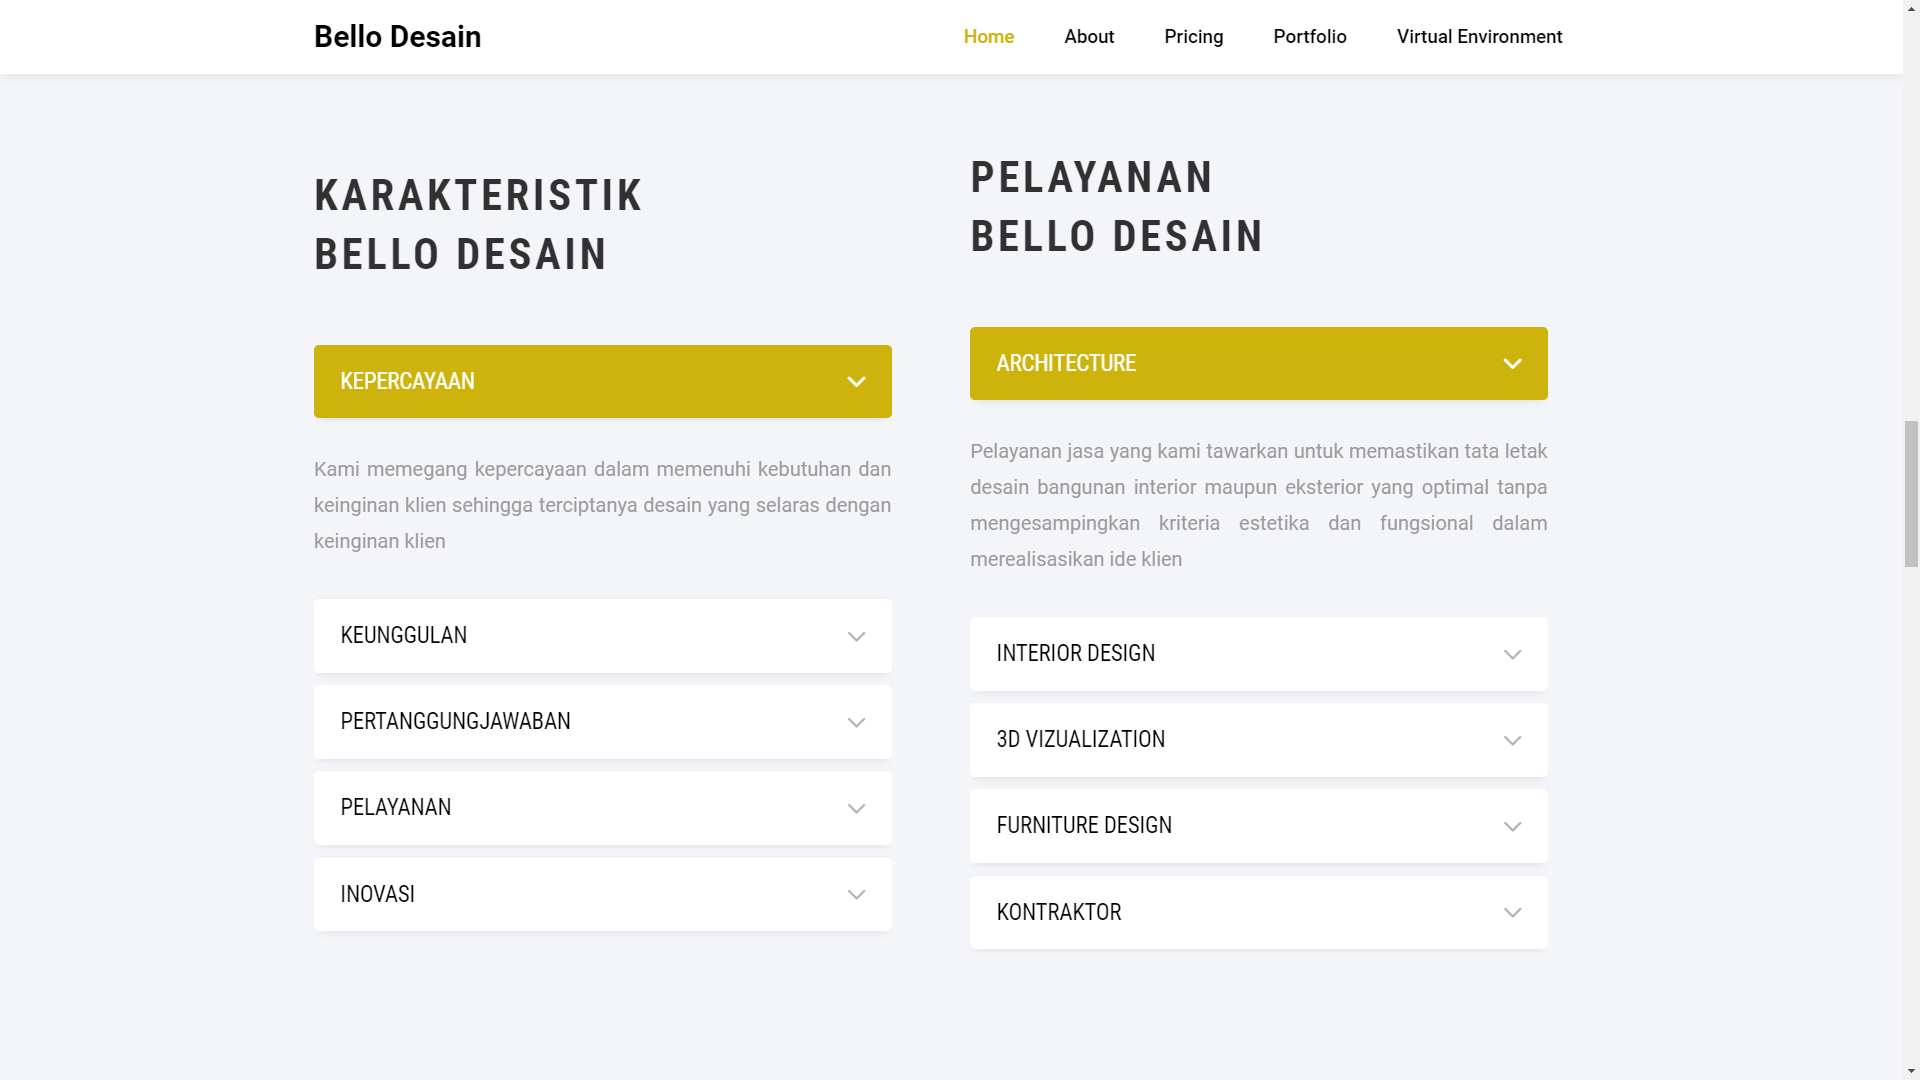 Bello Desain
Home
About
Pricing
Portfolio
Virtual Environment
KARAKTERISTIK
BELLO DESAIN
KEPERCAYAAN
Kami memegang kepercayaan dalam memenuhi kebutuhan dan
keinginan klien sehingga terciptanya desain yang selaras dengan
keinginan klien
KEUNGGULAN
PERTANGGUNGJAWABAN
PELAYANAN
INOVASI
PELAYANAN
BELLO DESAIN
ARCHITECTURE
Pelayanan jasa yang kami tawarkan untuk memastikan tata letak
desain bangunan interior maupun eksterior yang optimal tanpa
mengesampingkan kriteria estetika dan fungsional dalam
merealisasikan ide klien
INTERIOR DESIGN
3D VIZUALIZATION
FURNITURE DESIGN
KONTRAKTOR